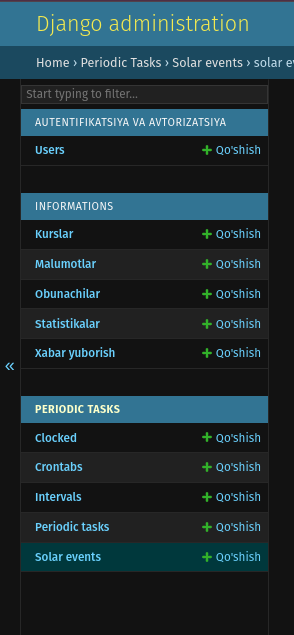 Django administration
Home › Periodic Tasks › Solar events › solar
Start typing to filter...
AUTENTIFIKATSIYA VA AVTORIZATSIYA
Users + Qo'shish
INFORMATIONS
Kurslar + Qo'shish
Malumotlar + Qo'shish
Obunachilar + Qo'shish
Statistikalar + Qo'shish
Xabar yuborish + Qo'shish
«
PERIODIC TASKS
Clocked + Qo'shish
Crontabs + Qo'shish
Intervals + Qo'shish
Periodic tasks + Qo'shish
Solar events + Qo'shish